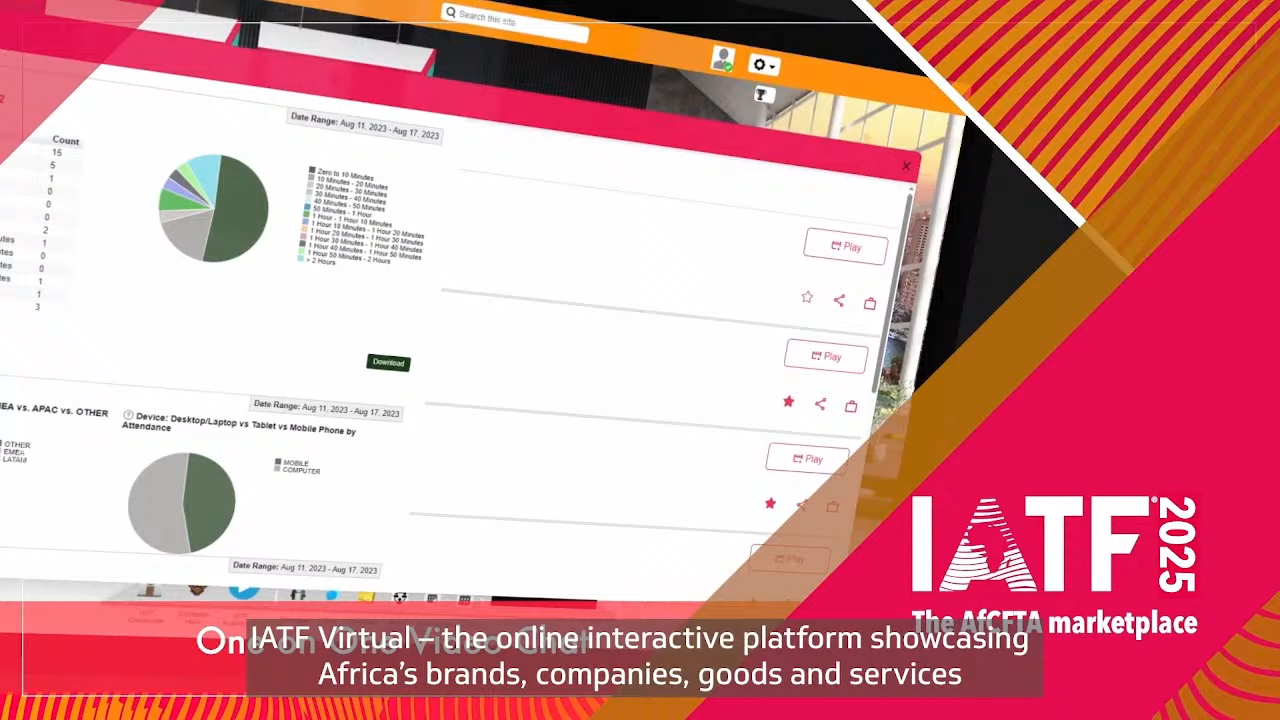 Search this site
Date Range: Aug 11, 2023 - Aug 17, 2023
Count
15
5
1
0
0
0
2
1
0
0
1
1
3
Zero to 10 Minutes
10 Minutes - 20 Minutes
20 Minutes - 30 Minutes
30 Minutes - 40 Minutes
40 Minutes - 50 Minutes
50 Minutes - 1 Hour
1 Hour - 1 Hour 10 Minutes
1 Hour 10 Minutes - 1 Hour 20 Minutes
1 Hour 20 Minutes - 1 Hour 30 Minutes
1 Hour 30 Minutes - 1 Hour 40 Minutes
1 Hour 40 Minutes - 1 Hour 50 Minutes
1 Hour 50 Minutes - 2 Hours
> 2 Hours
Play
Play
Play
Play
Download
Date Range: Aug 11, 2023 - Aug 17, 2023
EA vs. APAC vs. OTHER
OTHER
EMEA
LATAM
Device: Desktop/Laptop vs Tablet vs Mobile Phone by
Attendance
MOBILE
COMPUTER
Date Range: Aug 11, 2023 - Aug 17, 2023
IATF® 2025
The AfCFTA marketplace
One on One Video Chat
IATF Virtual – the online interactive platform showcasing
Africa’s brands, companies, goods and services